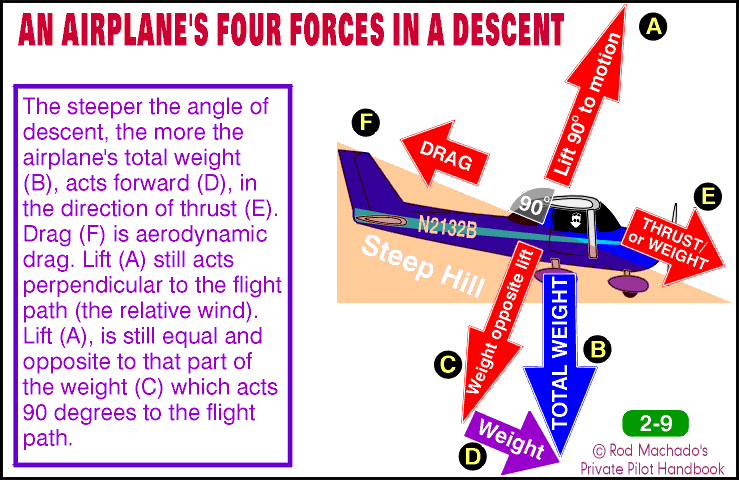 AN AIRPLANE'S FOUR FORCES IN A DESCENT
A
The steeper the angle of
descent, the more the
airplane's total weight
(B), acts forward (D), in
the direction of thrust (E).
Drag (F) is aerodynamic
drag. Lift (A) still acts
perpendicular to the flight
path (the relative wind).
Lift (A), is still equal and
opposite to that part of
the weight (C) which acts
90 degrees to the flight
path.
Lift 90° to motion
F
DRAG
90°
E
N2132B
THRUST/
or WEIGHT
Steep Hill
Weight opposite lift
TOTAL WEIGHT
B
C
Weight
D
2-9
© Rod Machado's
Private Pilot Handbook